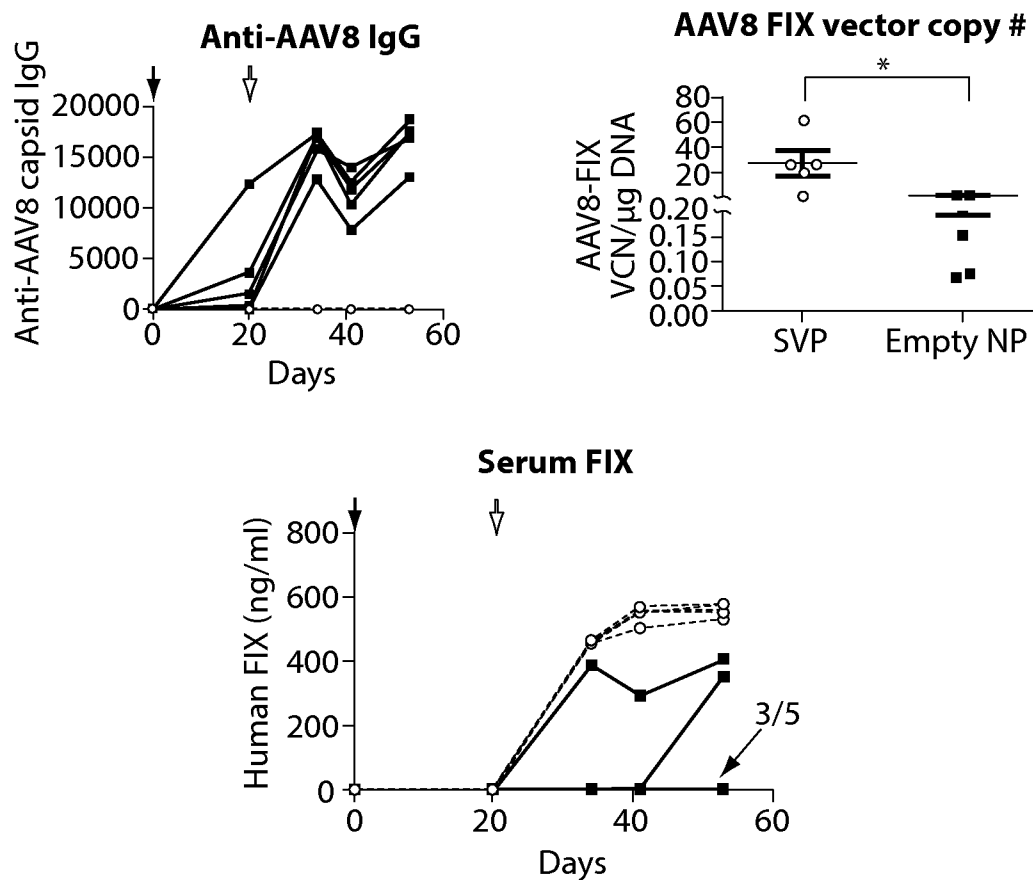 Anti-AAV8 IgG
Anti-AAV8 capsid IgG
20000
15000
10000
5000
0
0
20
40
60
Days
AAV8 FIX vector copy #
*
AAV8-FIX
VCN/µg DNA
80
60
40
20
0.20
0.15
0.10
0.05
0.00
SVP
Empty NP
Serum FIX
Human FIX (ng/ml)
800
600
400
200
0
3/5
0
20
40
60
Days